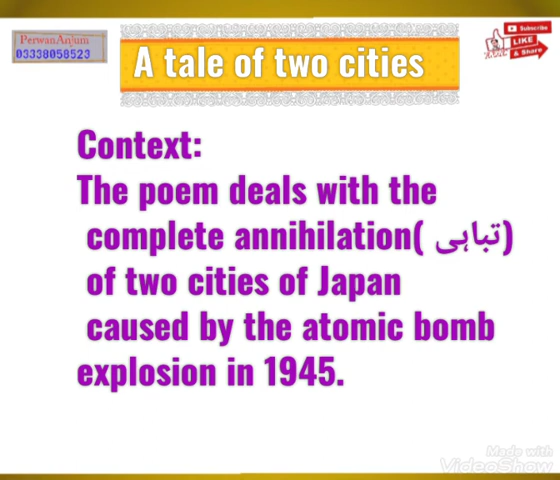 PerwanAnjum
03338058523
A tale of two cities
Subscribe
LIKE
& Share
Context:
The poem deals with the
complete annihilation( تباہی)
of two cities of Japan
caused by the atomic bomb
explosion in 1945.
Made with
VideoShow